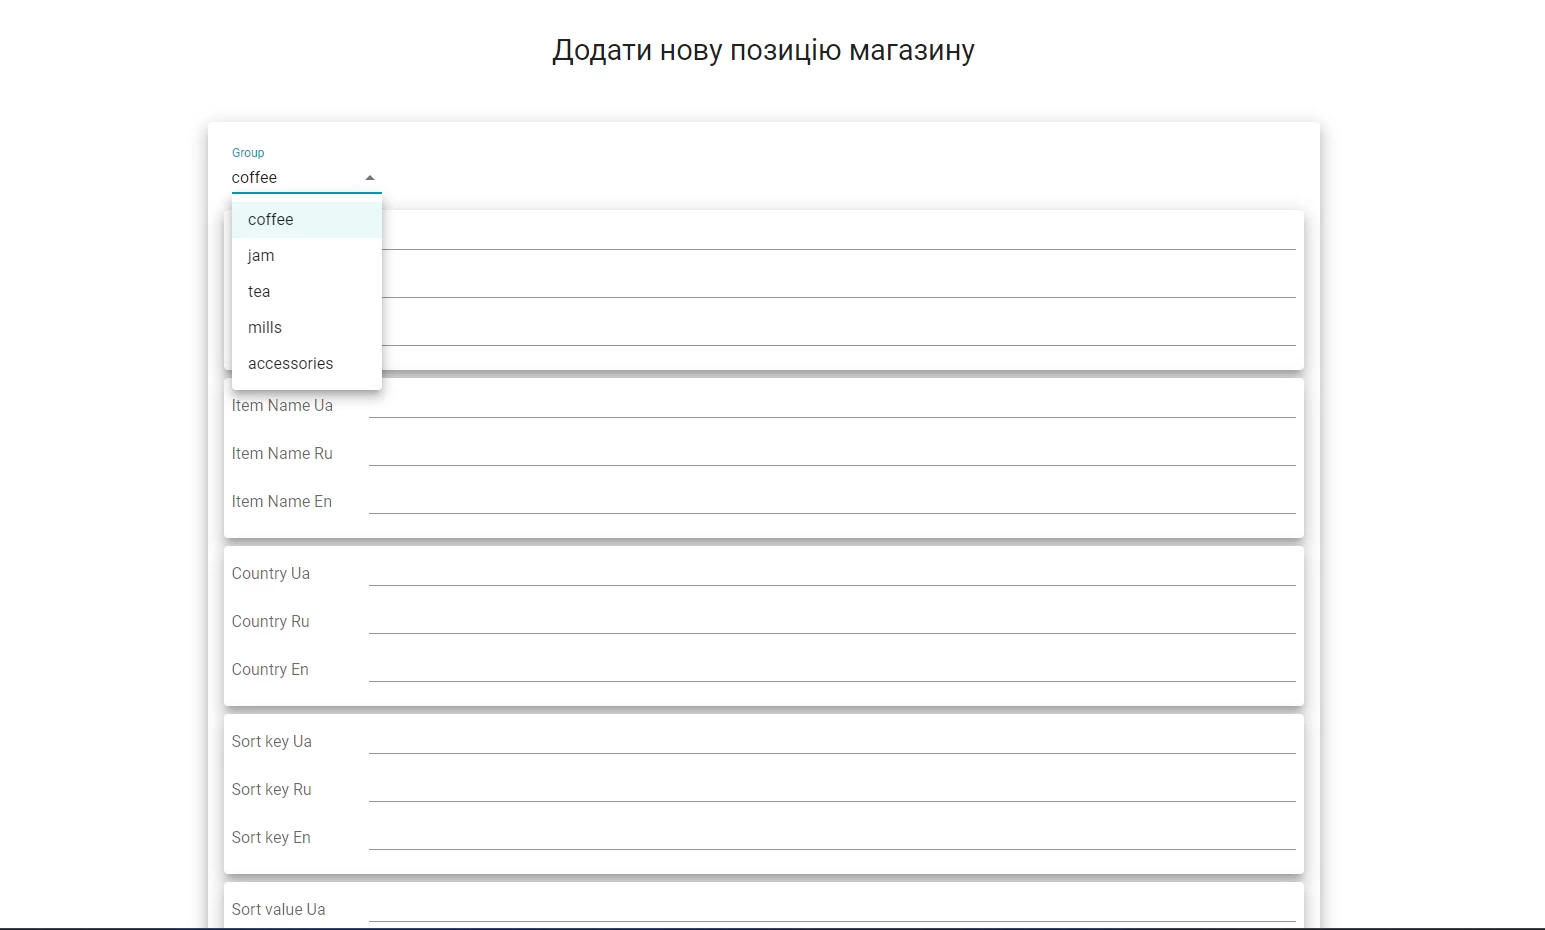 Додати нову позицію магазину
Group
coffee
coffee
jam
tea
mills
accessories
Item Name Ua
Item Name Ru
Item Name En
Country Ua
Country Ru
Country En
Sort key Ua
Sort key Ru
Sort key En
Sort value Ua